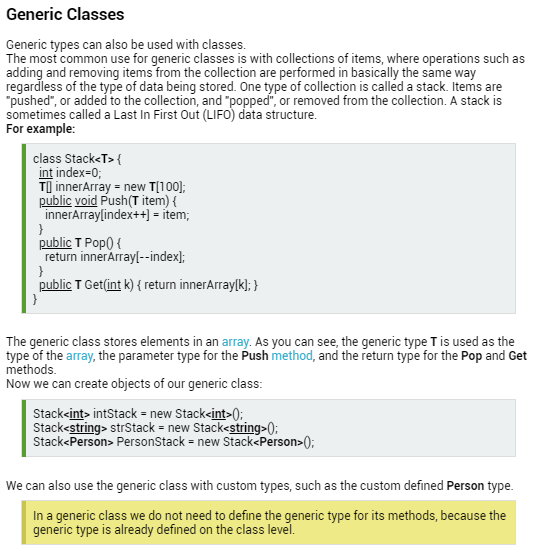 Generic Classes
Generic types can also be used with classes.
The most common use for generic classes is with collections of items, where operations such as
adding and removing items from the collection are performed in basically the same way
regardless of the type of data being stored. One type of collection is called a stack. Items are
"pushed", or added to the collection, and "popped", or removed from the collection. A stack is
sometimes called a Last In First Out (LIFO) data structure.
For example:
class Stack<T> {
int index=0;
T[] innerArray = new T[100];
public void Push(T item) {
innerArray[index++] = item;
}
public T Pop() {
return innerArray[--index];
}
public T Get(int k) { return innerArray[k]; }
}
The generic class stores elements in an array. As you can see, the generic type T is used as the
type of the array, the parameter type for the Push method, and the return type for the Pop and Get
methods.
Now we can create objects of our generic class:
Stack<int> intStack = new Stack<int>();
Stack<string> strStack = new Stack<string>();
Stack<Person> PersonStack = new Stack<Person>();
We can also use the generic class with custom types, such as the custom defined Person type.
In a generic class we do not need to define the generic type for its methods, because the
generic type is already defined on the class level.